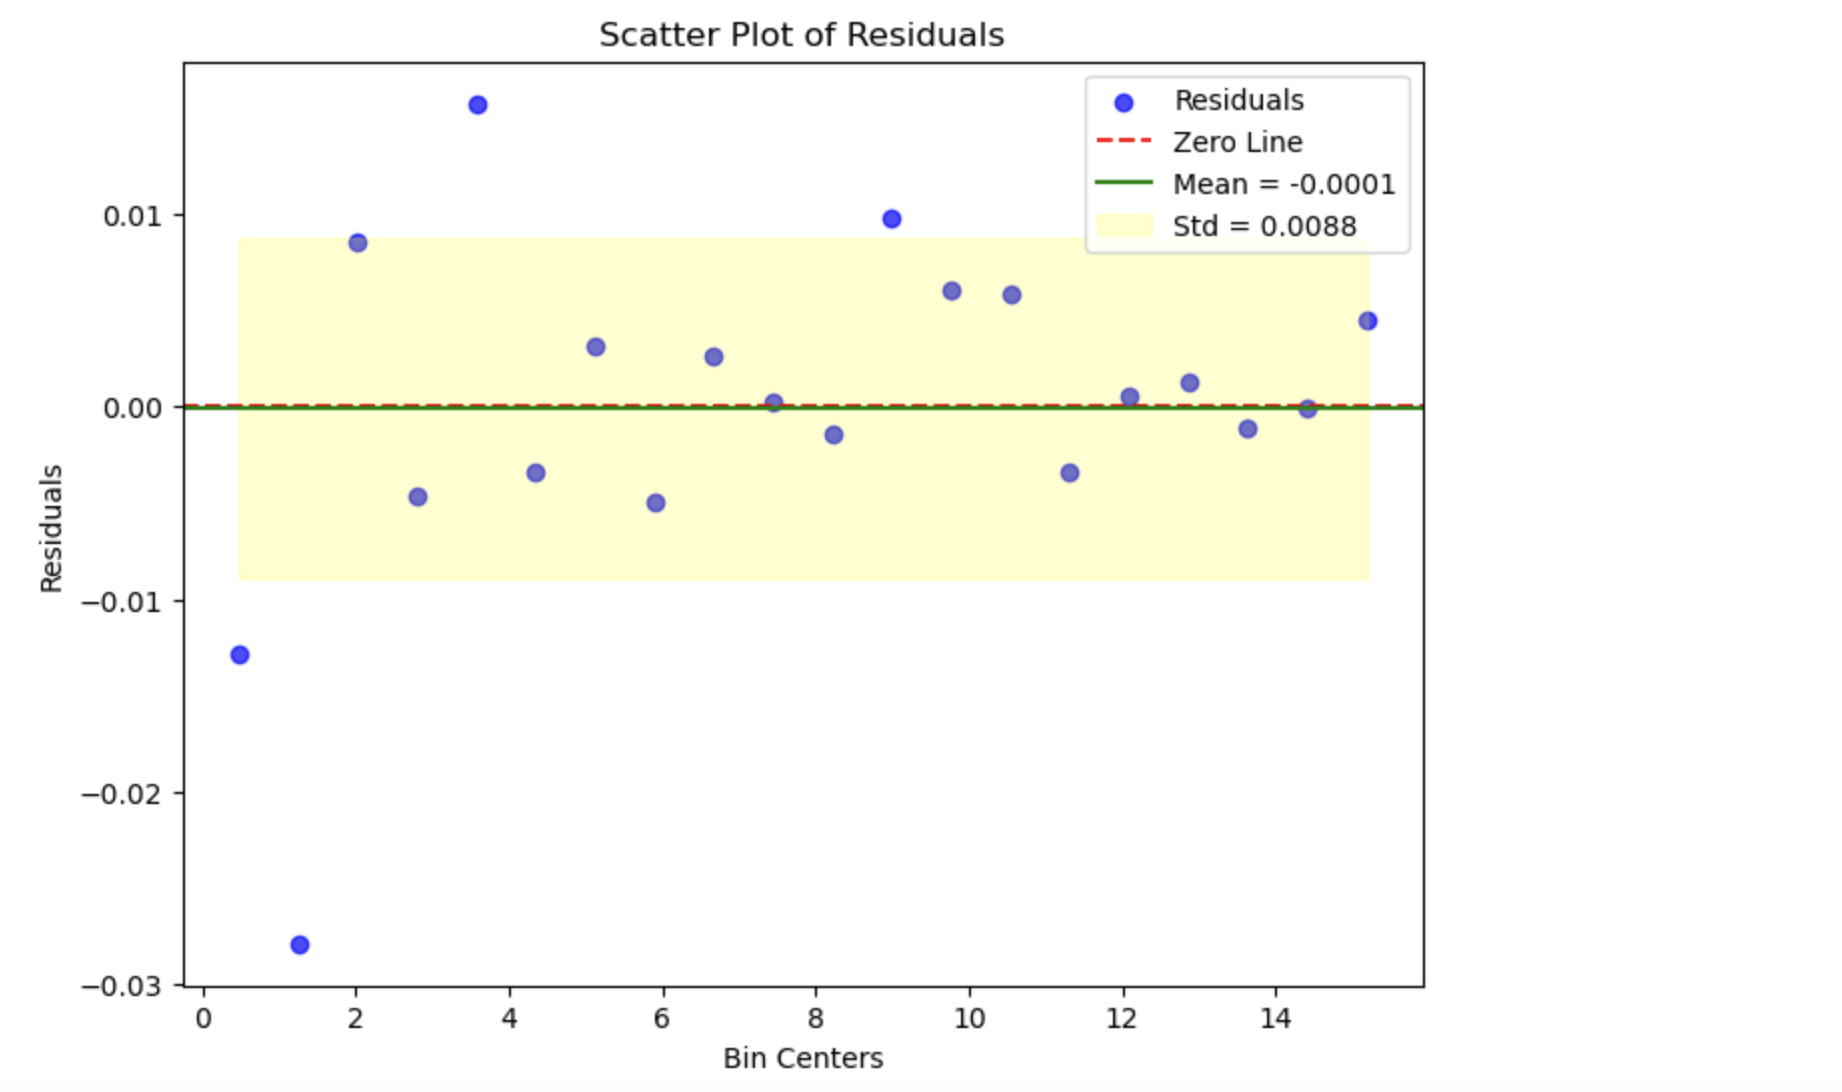 Scatter Plot of Residuals
Residuals
Zero Line
Mean = -0.0001
Std = 0.0088
0.01
0.00
−0.01
−0.02
−0.03
Residuals
0 2 4 6 8 10 12 14
Bin Centers